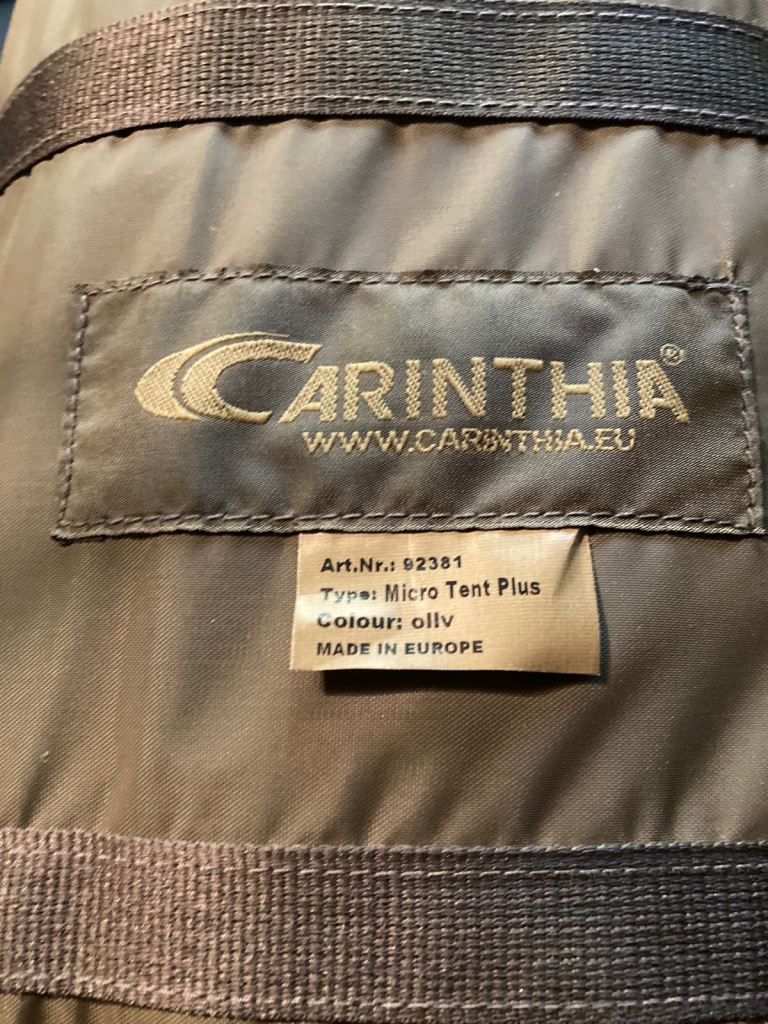 CARINTHIA®
WWW.CARINTHIA.EU
Art.Nr.: 92381
Type: Micro Tent Plus
Colour: oliv
MADE IN EUROPE